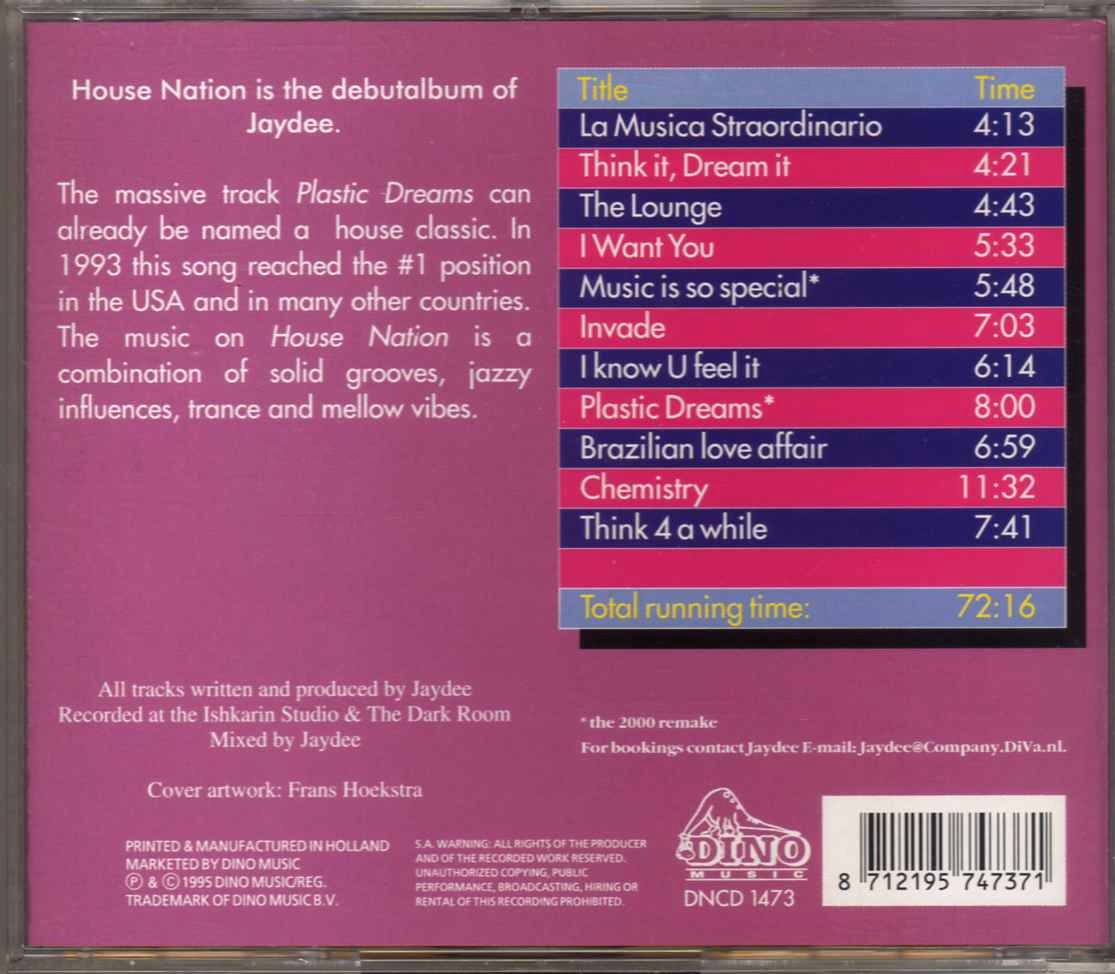 House Nation is the debutalbum of
Jaydee.
The massive track Plastic Dreams can
already be named a house classic. In
1993 this song reached the #1 position
in the USA and in many other countries.
The music on House Nation is a
combination of solid grooves, jazzy
influences, trance and mellow vibes.
Title Time
La Musica Straordinario 4:13
Think it, Dream it 4:21
The Lounge 4:43
I Want You 5:33
Music is so special* 5:48
Invade 7:03
I know U feel it 6:14
Plastic Dreams* 8:00
Brazilian love affair 6:59
Chemistry 11:32
Think 4 a while 7:41
Total running time: 72:16
All tracks written and produced by Jaydee
Recorded at the Ishkarin Studio & The Dark Room
Mixed by Jaydee
Cover artwork: Frans Hoekstra
* the 2000 remake
For bookings contact Jaydee E-mail: Jaydee@Company.DiVa.nl.
PRINTED & MANUFACTURED IN HOLLAND
MARKETED BY DINO MUSIC
Ⓟ & © 1995 DINO MUSIC/REG.
TRADEMARK OF DINO MUSIC B.V.
S.A. WARNING: ALL RIGHTS OF THE PRODUCER
AND OF THE RECORDED WORK RESERVED.
UNAUTHORIZED COPYING, PUBLIC
PERFORMANCE, BROADCASTING, HIRING OR
RENTAL OF THIS RECORDING PROHIBITED.
DINO
MUSIC
DNCD 1473
8 712195 747371